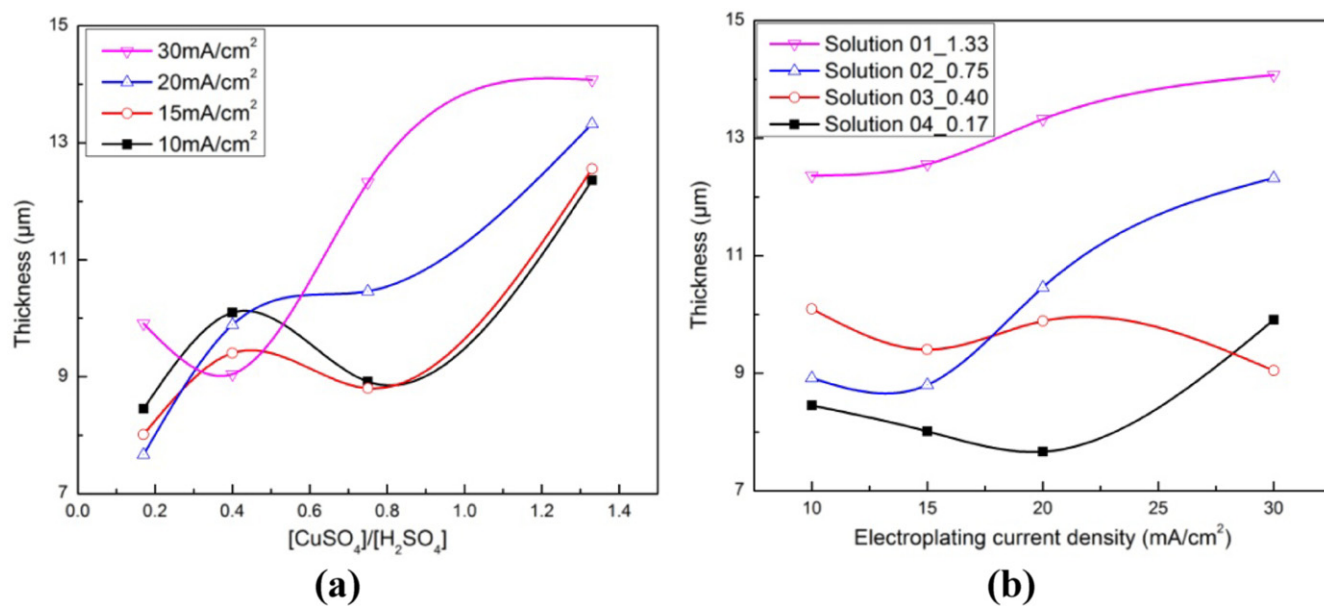 15
13
11
9
7
Thickness (μm)
30mA/cm²
20mA/cm²
15mA/cm²
10mA/cm²
0.0 0.2 0.4 0.6 0.8 1.0 1.2 1.4
[CuSO₄]/[H₂SO₄]
(a)
15
13
11
9
7
Thickness (μm)
Solution 01_1.33
Solution 02_0.75
Solution 03_0.40
Solution 04_0.17
10 15 20 25 30
Electroplating current density (mA/cm²)
(b)